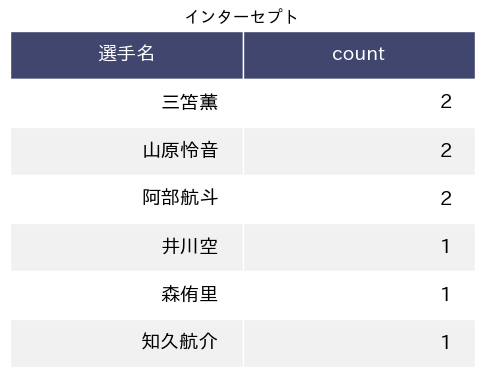 インターセプト
選手名 count
三笘薫 2
山原怜音 2
阿部航斗 2
井川空 1
森侑里 1
知久航介 1